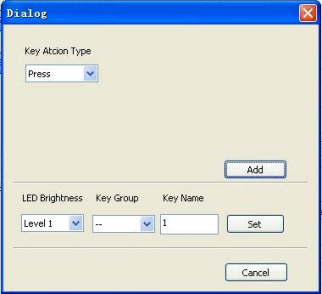 Dialog
Key Atcion Type
Press
Add
LED Brightness Key Group Key Name
Level 1 -- 1 Set
Cancel